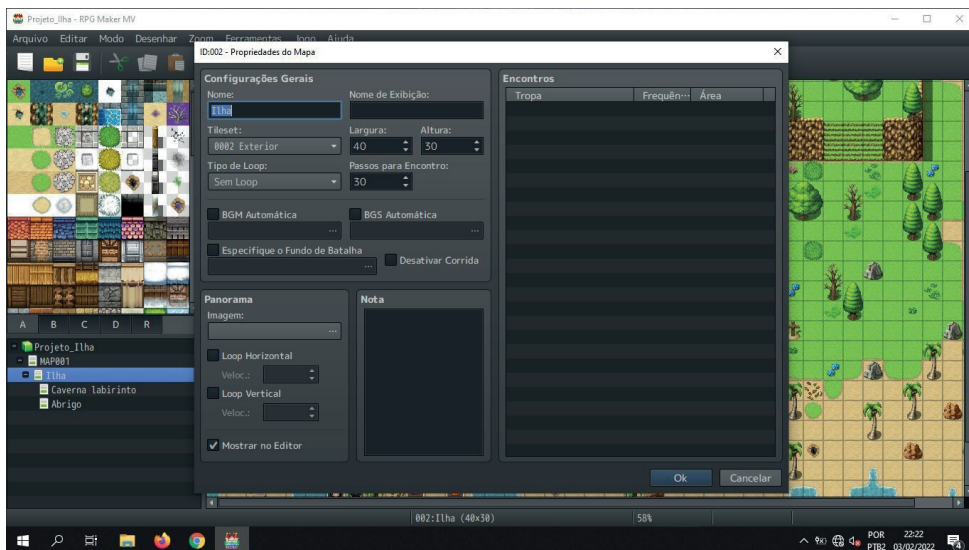 Projeto_Ilha - RPG Maker MV
Arquivo Editar Modo Desenhar Zoom Ferramentas Jogo Ajuda
ID:002 - Propriedades do Mapa
Configurações Gerais
Nome: Nome de Exibição:
Ilha
Tileset: Largura: Altura:
0002 Exterior 40 30
Tipo de Loop: Passos para Encontro:
Sem Loop 30
BGM Automática BGS Automática
... ...
Especifique o Fundo de Batalha
... Desativar Corrida
Panorama
Imagem:
...
Loop Horizontal
Veloc.:
Loop Vertical
Veloc.:
Mostrar no Editor
Nota
Encontros
Tropa Frequên... Área
Ok Cancelar
A B C D R
Projeto_Ilha
MAP001
Ilha
Caverna labirinto
Abrigo
002:Ilha (40x30) 58%
POR 22:22
PTB2 03/02/2022
4